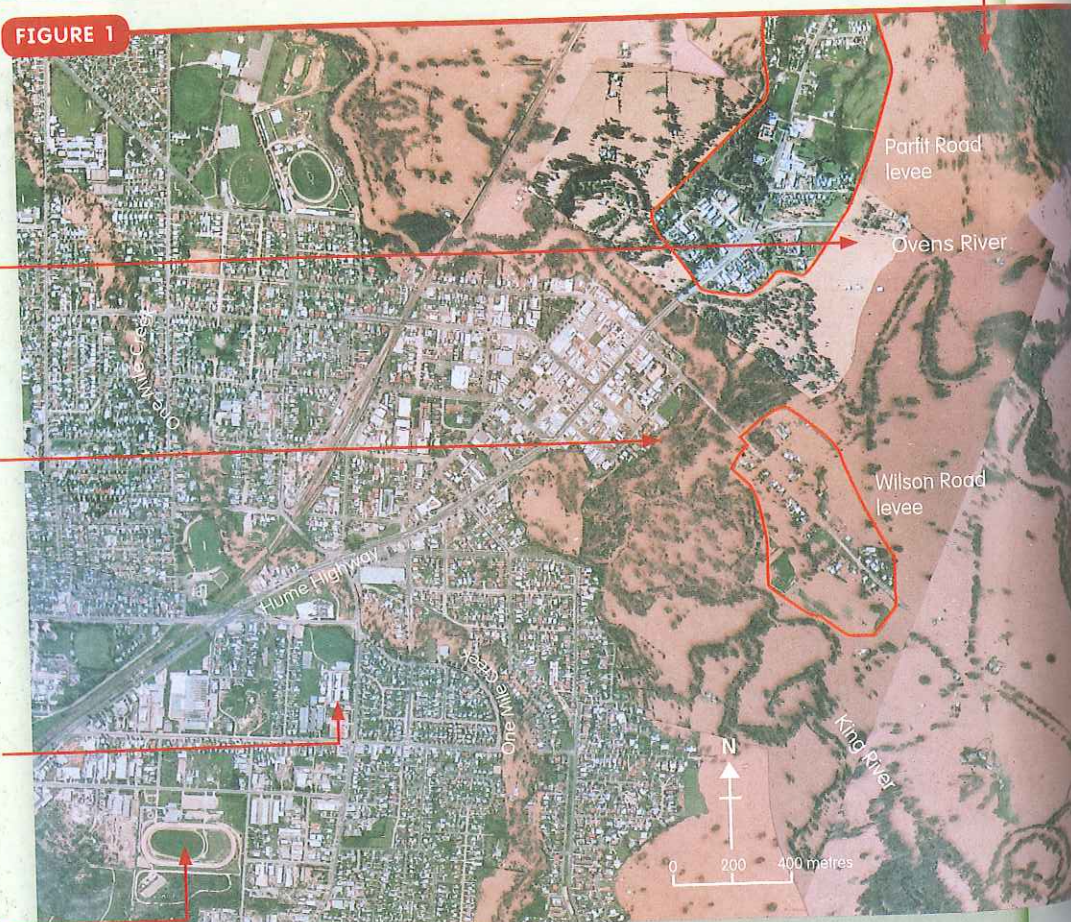 FIGURE 1
Parfit Road
levee
Ovens River
One Mile Creek
Wilson Road
levee
Hume Highway
One Mile Creek
King River
N
0 200 400 metres